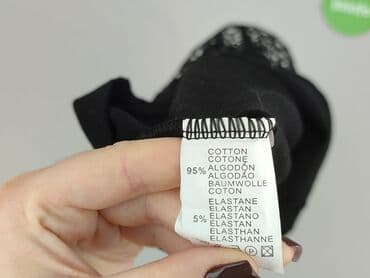 COTTON
COTONE
95% ALGODÓN
ALGODÃO
BAUMWOLLE
COTON
ELASTANE
ELASTAN
5% ELASTANO
ELASTAN
ELASTHAN
ELASTHANNE